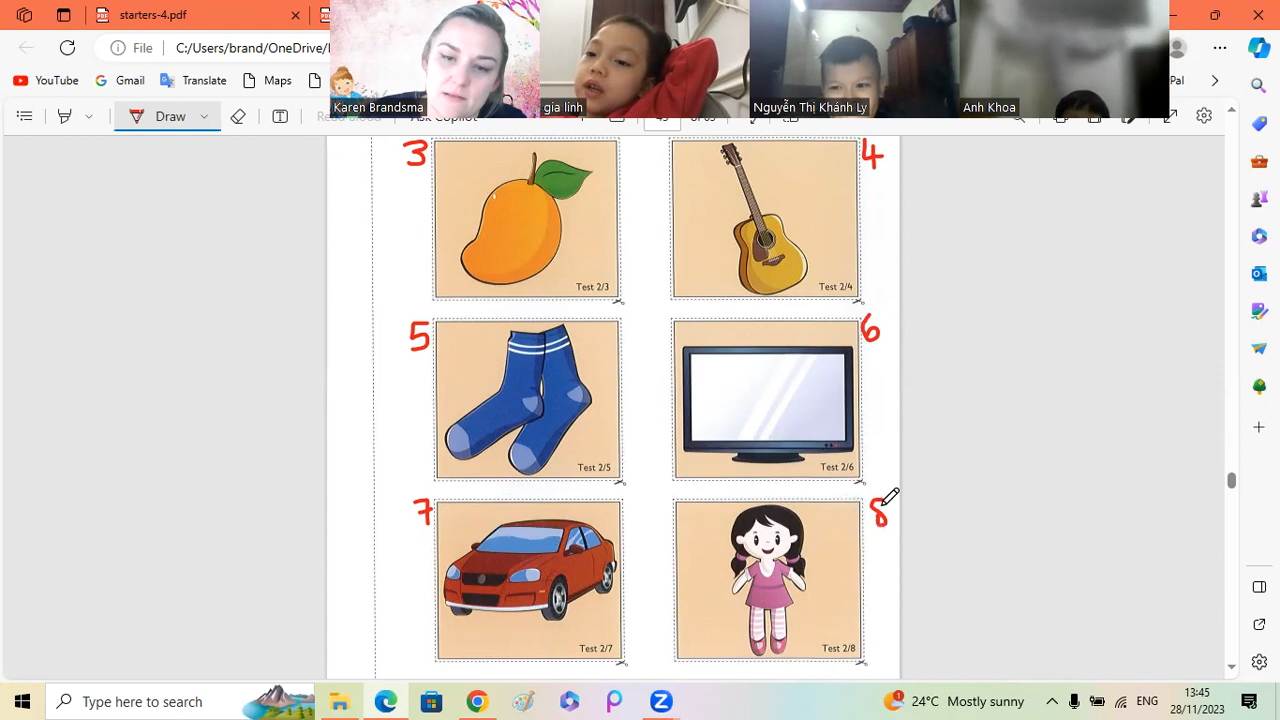 starters-4.pdf
File
C:/Users/brand/OneDrive/
YouTube
Gmail
Translate
Maps
Pal
Draw
Karen Brandsma
gia linh
Nguyễn Thị Khánh Ly
Anh Khoa
3
Test 2/3
4
Test 2/4
5
Test 2/5
6
Test 2/6
7
Test 2/7
8
Test 2/8
Type here to search
1
24°C Mostly sunny
ENG
13:45
28/11/2023